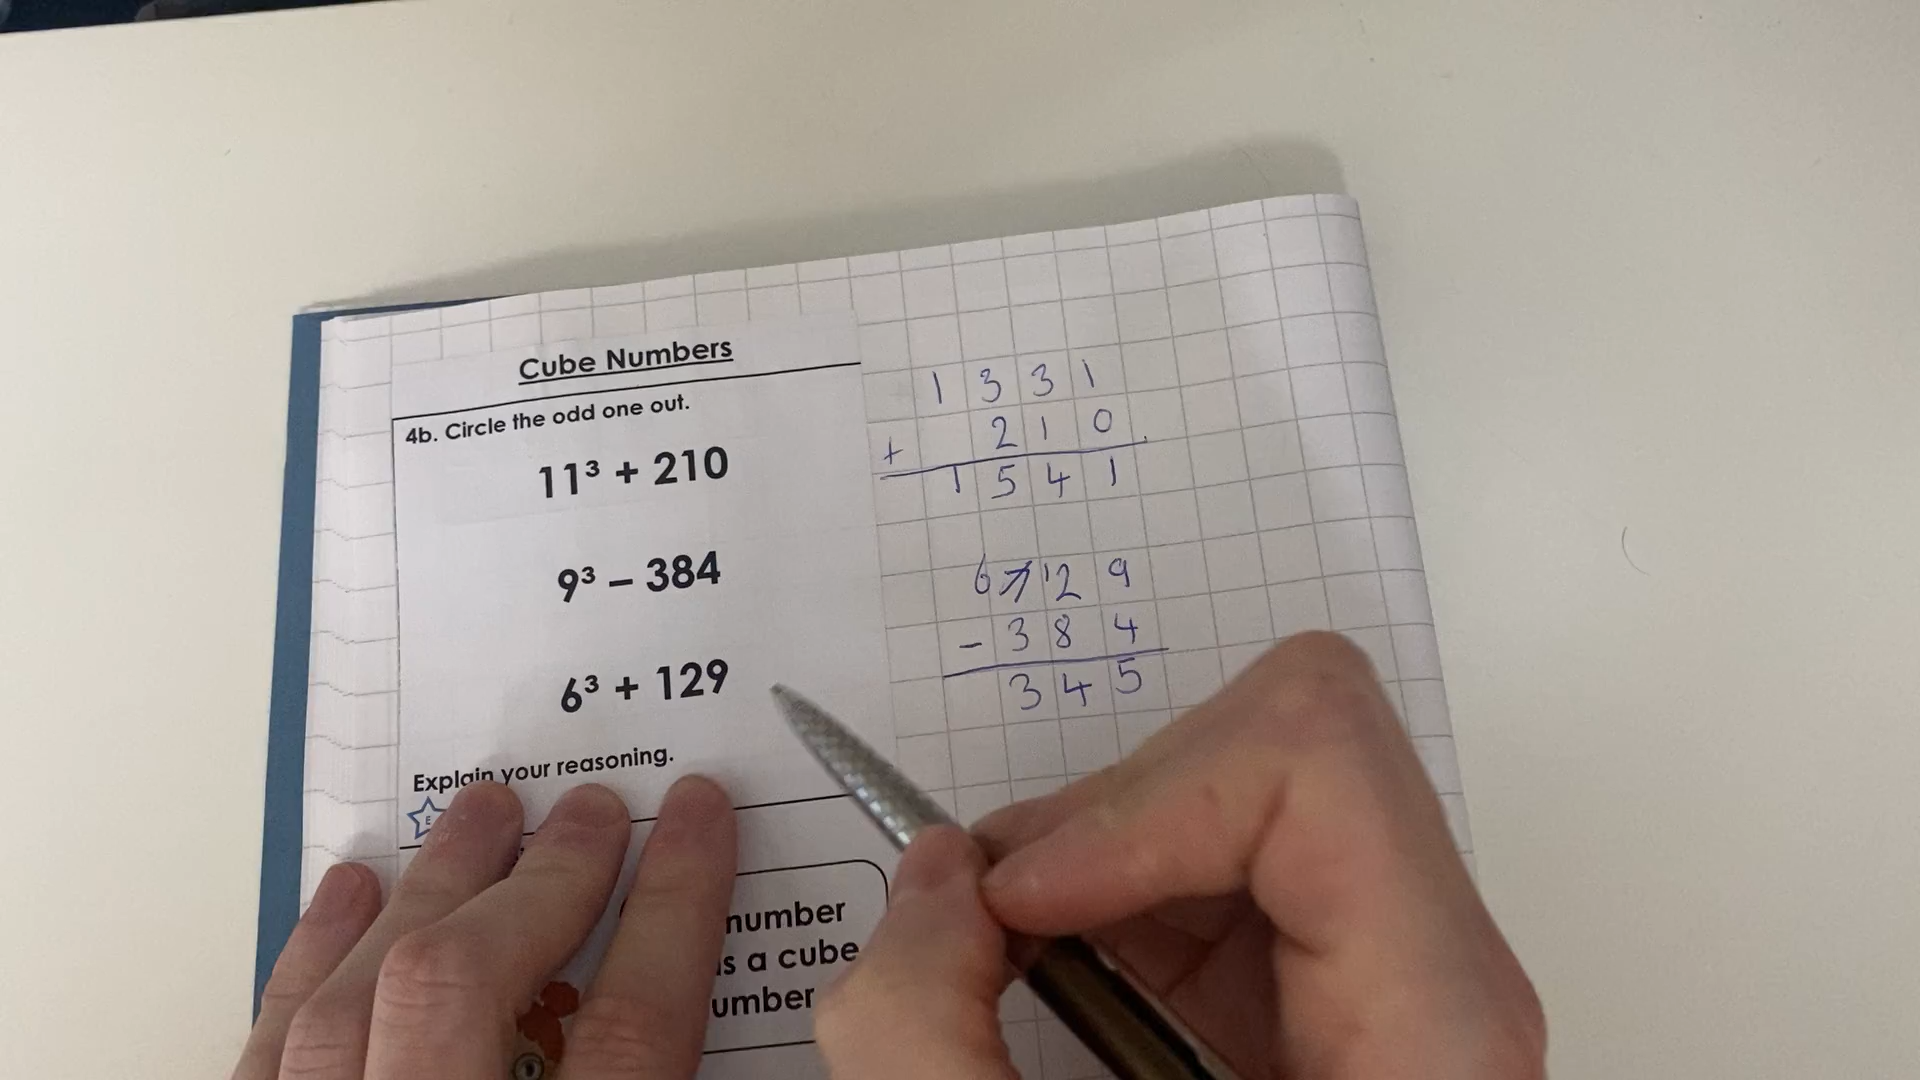 Cube Numbers
4b. Circle the odd one out.
11³ + 210
9³ – 384
6³ + 129
Explain your reasoning.
E
number
is a cube
umber
1 3 3 1
+ 2 1 0
1 5 4 1
6 7 1 2 9
- 3 8 4
3 4 5